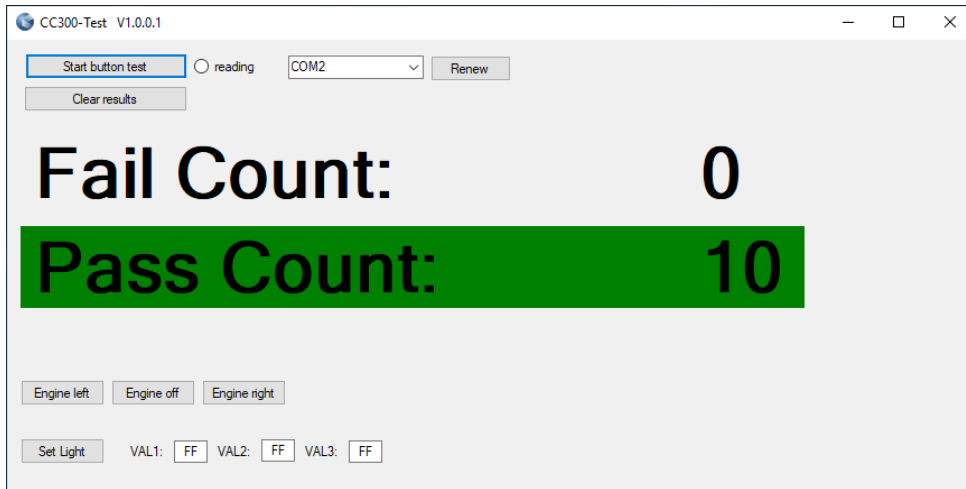 CC300-Test V1.0.0.1
Start button test reading COM2 Renew
Clear results
Fail Count: 0
Pass Count: 10
Engine left Engine off Engine right
Set Light VAL1: FF VAL2: FF VAL3: FF